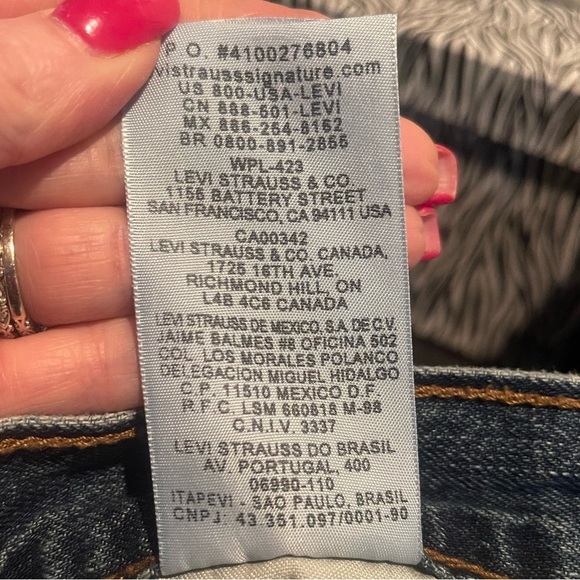 P.O. #4100276804
vistrausssignature.com
US 800-USA-LEVI
CN 888-501-LEVI
MX 866-254-8162
BR 0800-891-2855
WPL-423
LEVI STRAUSS & CO.
1155 BATTERY STREET
SAN FRANCISCO, CA 94111 USA
CA00342
LEVI STRAUSS & CO. CANADA,
1725 16TH AVE,
RICHMOND HILL, ON
L4B 4C6 CANADA
LEVI STRAUSS DE MEXICO, S.A. DE C.V.
JAIME BALMES #8 OFICINA 502
COL. LOS MORALES POLANCO
DELEGACION MIGUEL HIDALGO
C.P. 11510 MEXICO D.F.
R.F.C. LSM 660818 M-98
C.N.I.V. 3337
LEVI STRAUSS DO BRASIL
AV. PORTUGAL, 400
06690-110
ITAPEVI - SAO PAULO, BRASIL
CNPJ: 43.351.097/0001-90